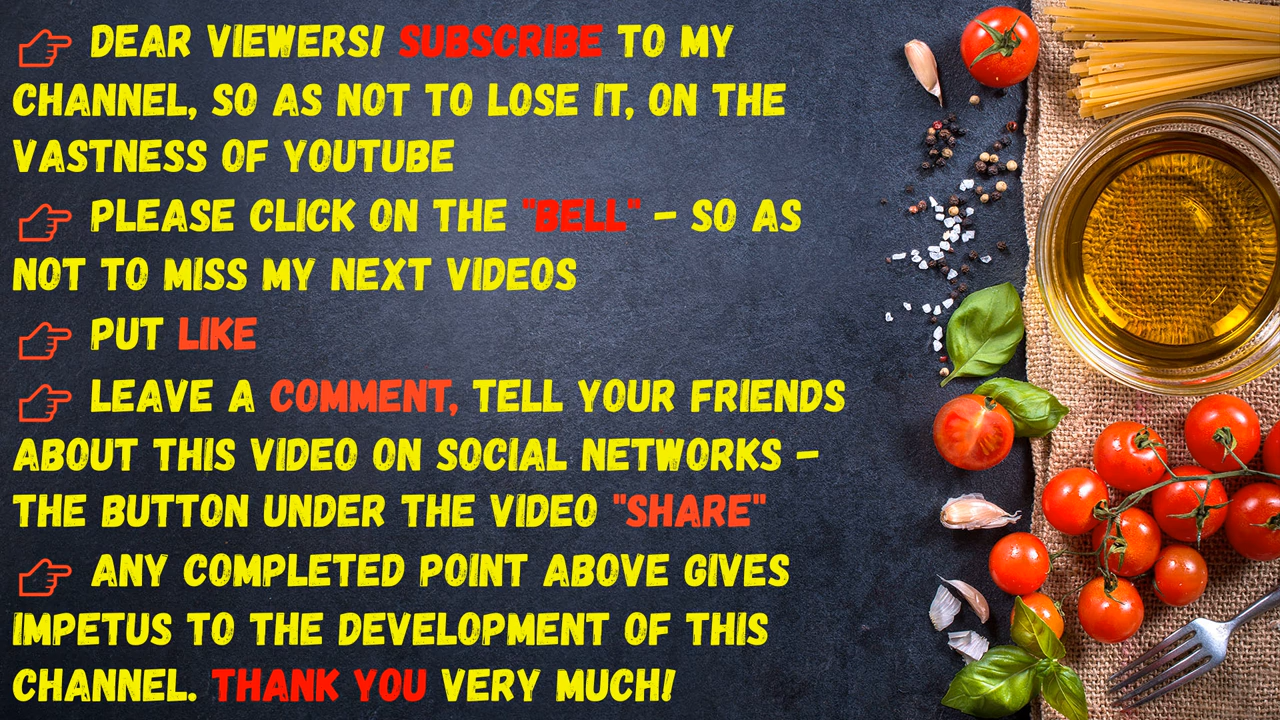 DEAR VIEWERS! SUBSCRIBE TO MY
CHANNEL, SO AS NOT TO LOSE IT, ON THE
VASTNESS OF YOUTUBE
PLEASE CLICK ON THE "BELL" - SO AS
NOT TO MISS MY NEXT VIDEOS
PUT LIKE
LEAVE A COMMENT, TELL YOUR FRIENDS
ABOUT THIS VIDEO ON SOCIAL NETWORKS -
THE BUTTON UNDER THE VIDEO "SHARE"
ANY COMPLETED POINT ABOVE GIVES
IMPETUS TO THE DEVELOPMENT OF THIS
CHANNEL. THANK YOU VERY MUCH!